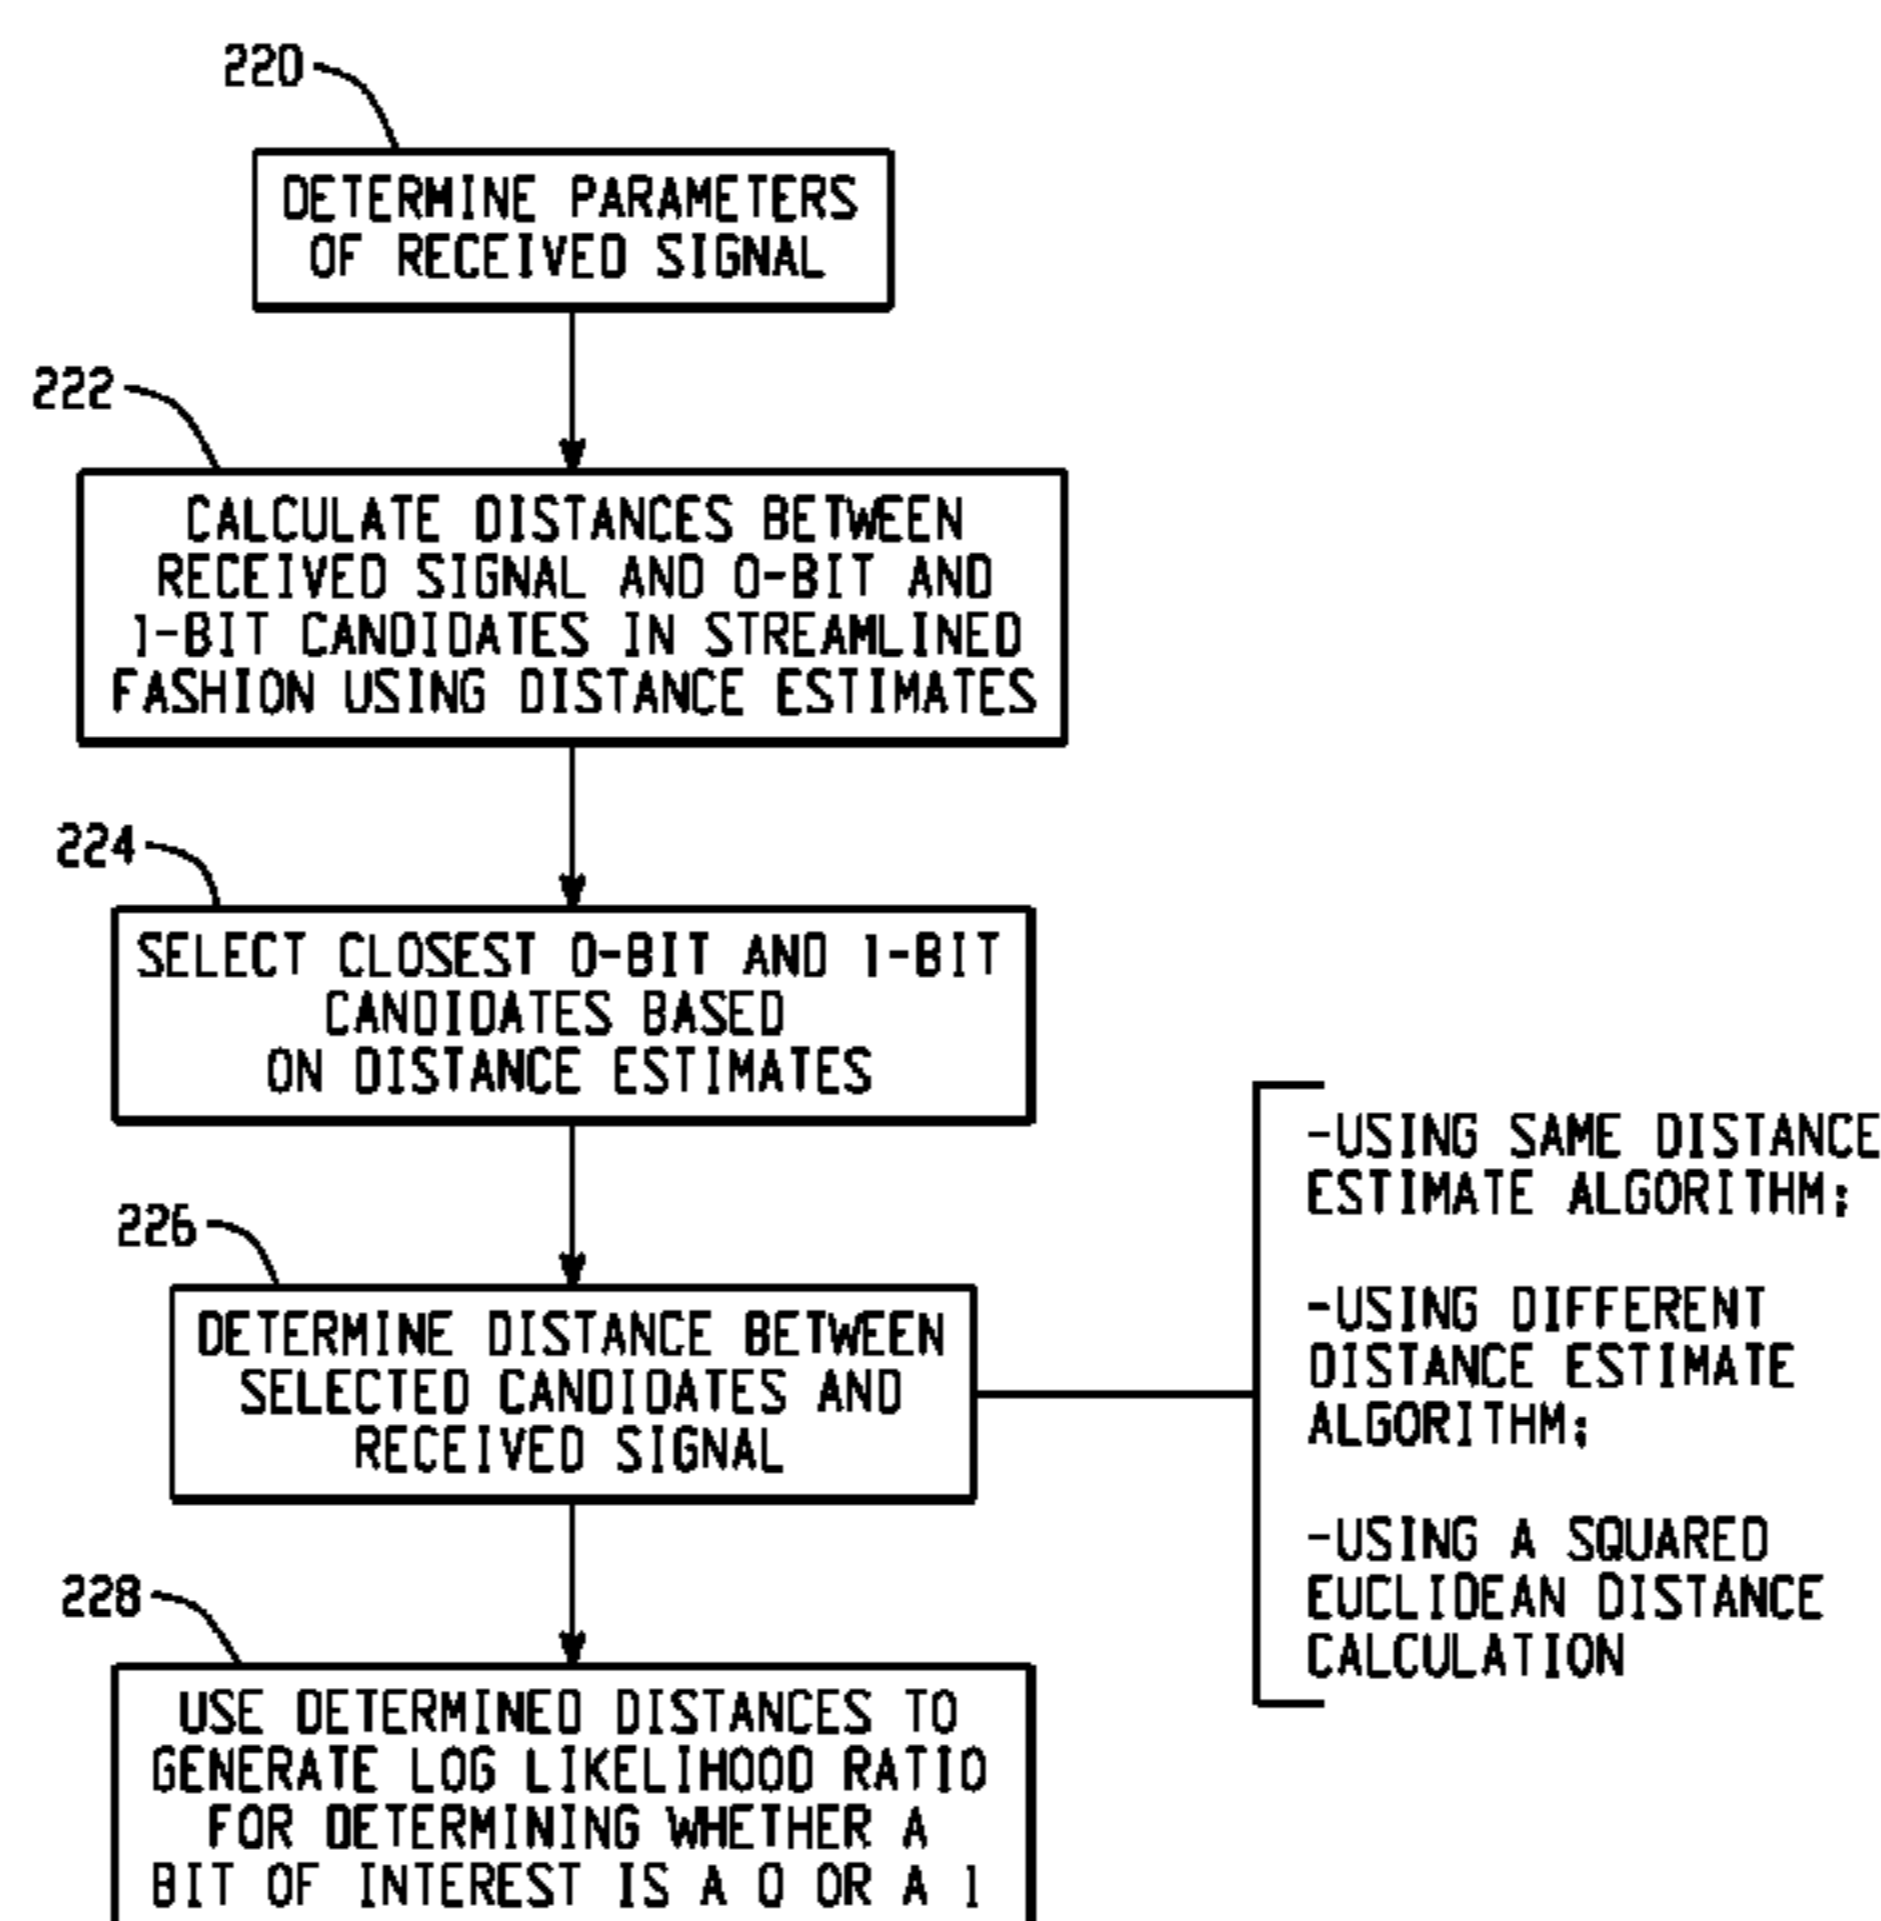 220
DETERMINE PARAMETERS
OF RECEIVED SIGNAL
222
CALCULATE DISTANCES BETWEEN
RECEIVED SIGNAL AND 0-BIT AND
1-BIT CANDIDATES IN STREAMLINED
FASHION USING DISTANCE ESTIMATES
224
SELECT CLOSEST 0-BIT AND 1-BIT
CANDIDATES BASED
ON DISTANCE ESTIMATES
226
DETERMINE DISTANCE BETWEEN
SELECTED CANDIDATES AND
RECEIVED SIGNAL
-USING SAME DISTANCE
ESTIMATE ALGORITHM;
-USING DIFFERENT
DISTANCE ESTIMATE
ALGORITHM;
-USING A SQUARED
EUCLIDEAN DISTANCE
CALCULATION
228
USE DETERMINED DISTANCES TO
GENERATE LOG LIKELIHOOD RATIO
FOR DETERMINING WHETHER A
BIT OF INTEREST IS A 0 OR A 1